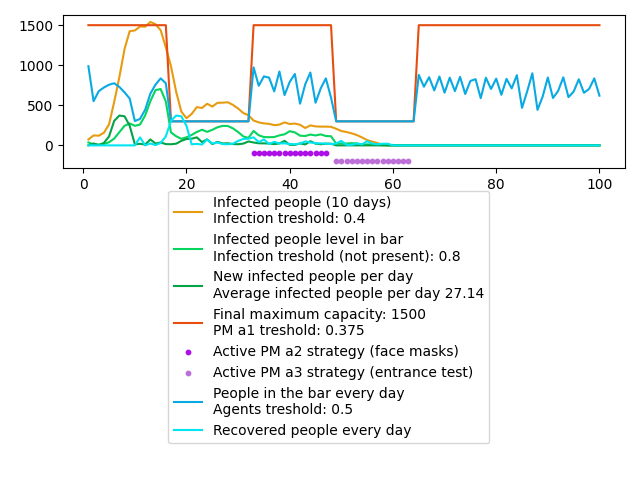 1500
1000
500
0
0 20 40 60 80 100
Infected people (10 days)
Infection treshold: 0.4
Infected people level in bar
Infection treshold (not present): 0.8
New infected people per day
Average infected people per day 27.14
Final maximum capacity: 1500
PM a1 treshold: 0.375
Active PM a2 strategy (face masks)
Active PM a3 strategy (entrance test)
People in the bar every day
Agents treshold: 0.5
Recovered people every day